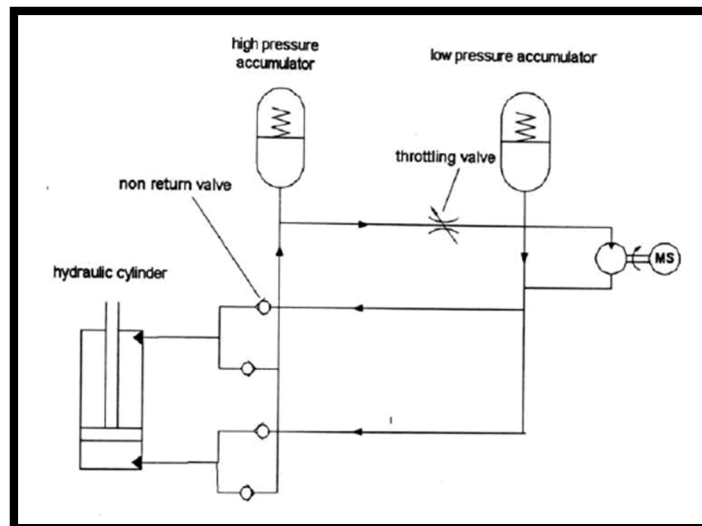 high pressure
accumulator
low pressure accumulator
throttling valve
non return valve
MS
hydraulic cylinder